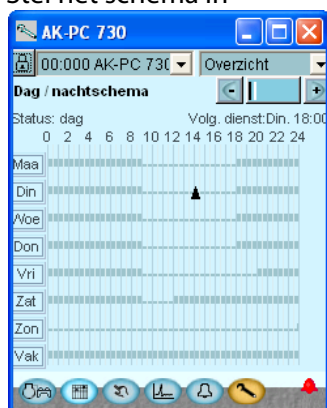 Stel het schema in
AK-PC 730
00:000 AK-PC 730 Overzicht
Dag / nachtschema
Status: dag Volg. dienst:Din. 18:00
0 2 4 6 8 10 12 14 16 18 20 22 24
Maa
Din
Woe
Don
Vri
Zat
Zon
Vak